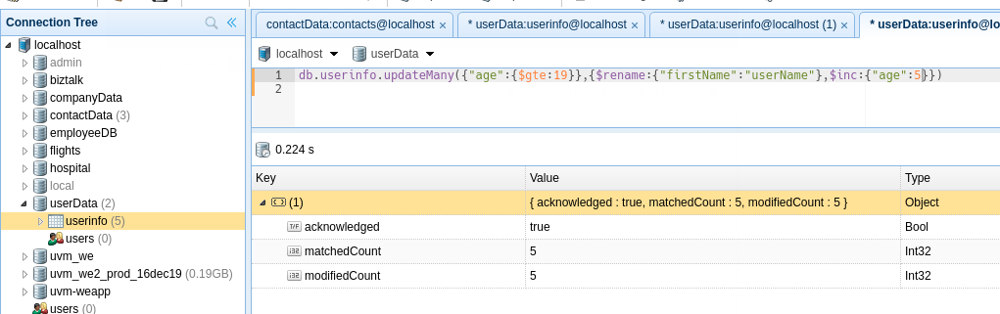 Connection Tree
localhost
admin
biztalk
companyData
contactData (3)
employeeDB
flights
hospital
local
userData (2)
userinfo (5)
users (0)
uvm_we
uvm_we2_prod_16dec19 (0.19GB)
uvm-weapp
users (0)
contactData:contacts@localhost × * userData:userinfo@localhost × * userData:userinfo@localhost (1) × * userData:userinfo@lo
localhost userData
1 db.userinfo.updateMany({"age":{$gte:19}},{$rename:{"firstName":"userName"},$inc:{"age":5}})
2
0.224 s
Key Value Type
(1) { acknowledged : true, matchedCount : 5, modifiedCount : 5 } Object
T/F acknowledged true Bool
i32 matchedCount 5 Int32
i32 modifiedCount 5 Int32